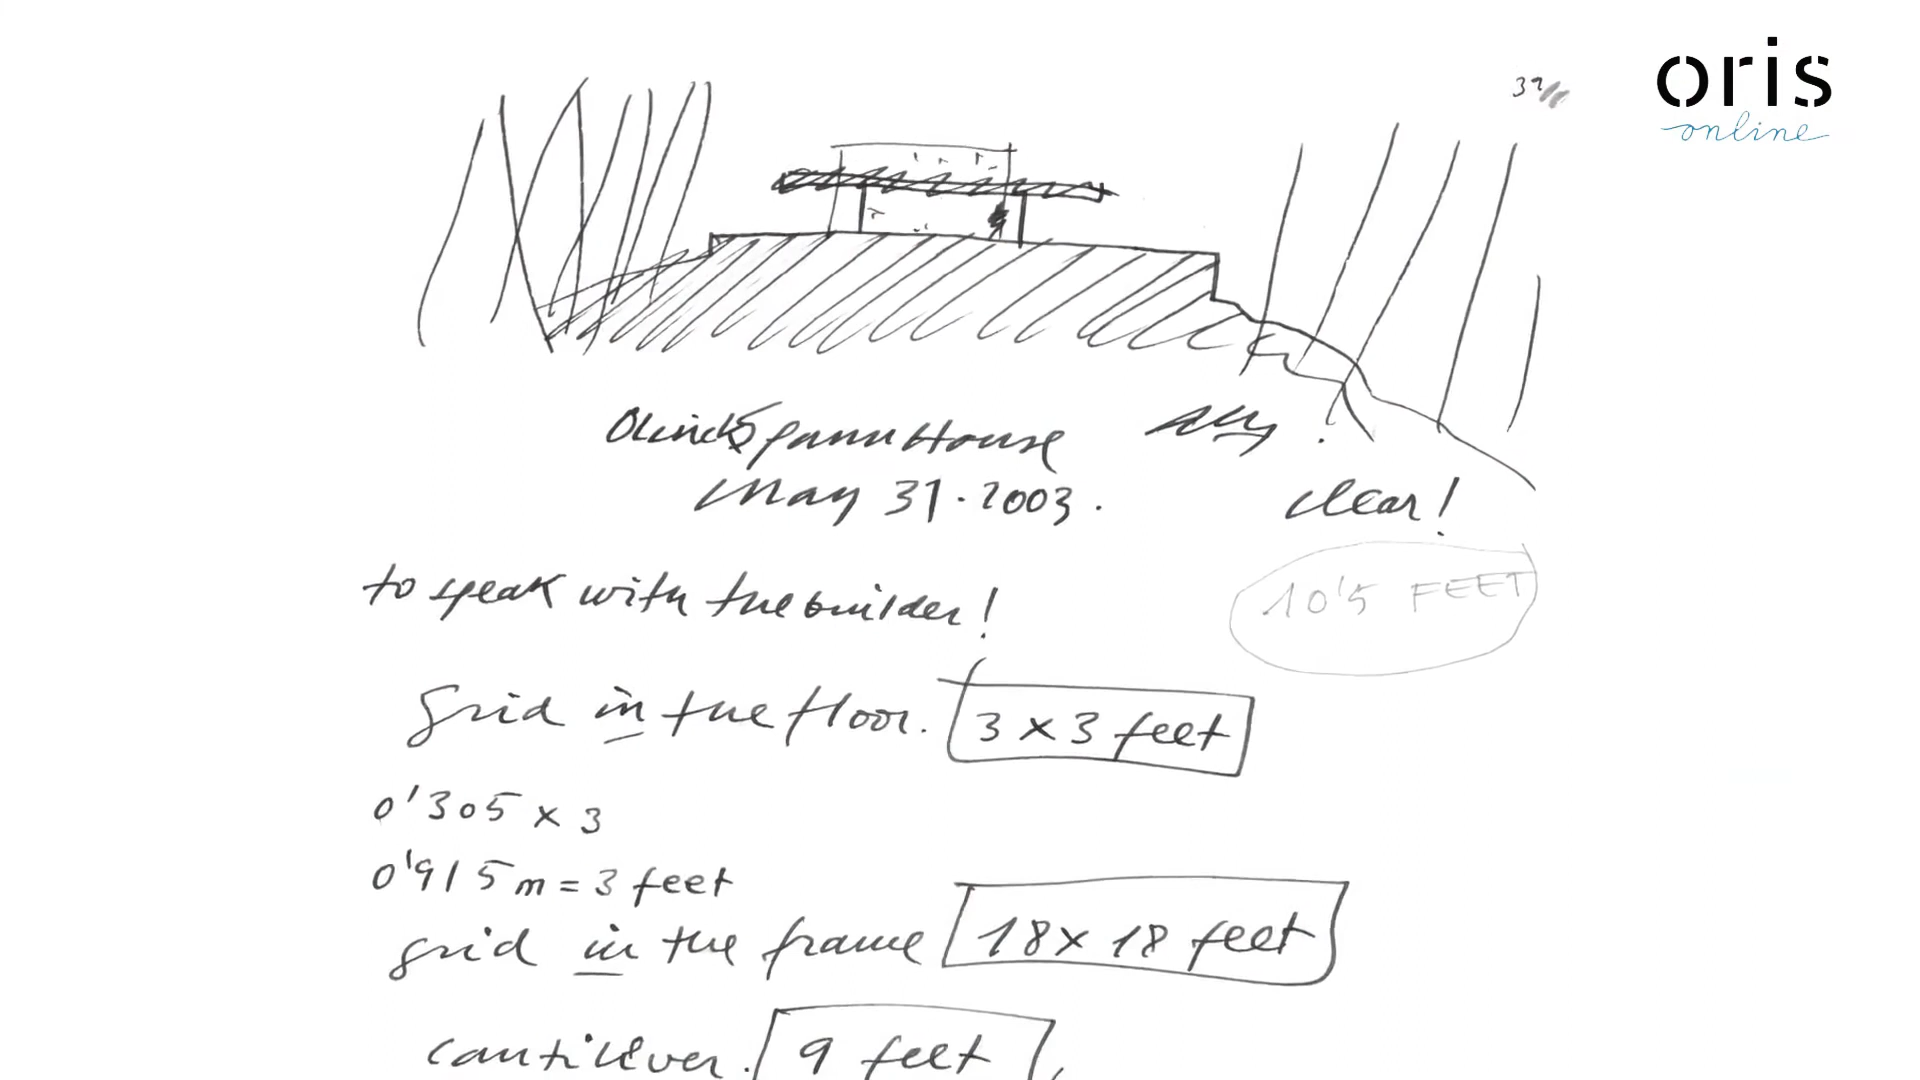 oris
online
39
Olnick Spanu House
May 31·2003.
clear!
to speak with the builder!
10'5 FEET
grid in the floor. 3 x 3 feet
0'305 x 3
0'915 m = 3 feet
grid in the frame 18 x 18 feet
cantilever. 9 feet